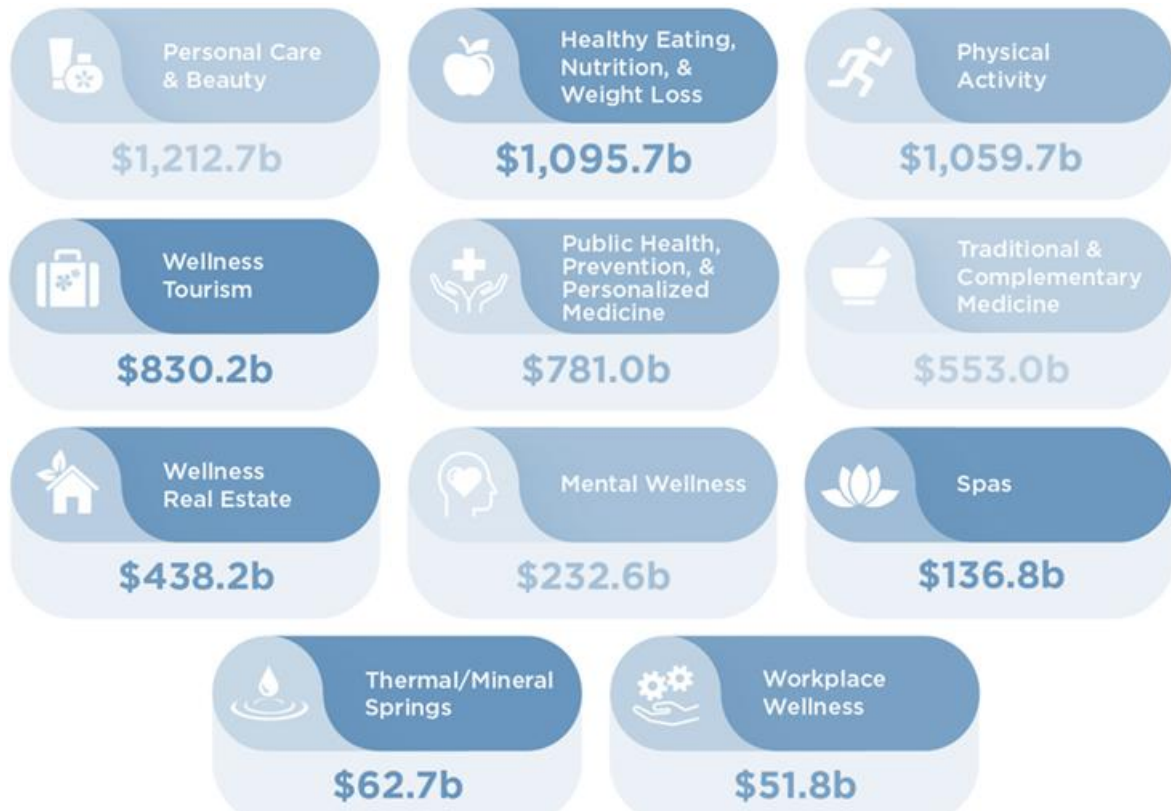 Personal Care
& Beauty
$1,212.7b
Healthy Eating,
Nutrition, &
Weight Loss
$1,095.7b
Physical
Activity
$1,059.7b
Wellness
Tourism
$830.2b
Public Health,
Prevention, &
Personalized
Medicine
$781.0b
Traditional &
Complementary
Medicine
$553.0b
Wellness
Real Estate
$438.2b
Mental Wellness
$232.6b
Spas
$136.8b
Thermal/Mineral
Springs
$62.7b
Workplace
Wellness
$51.8b